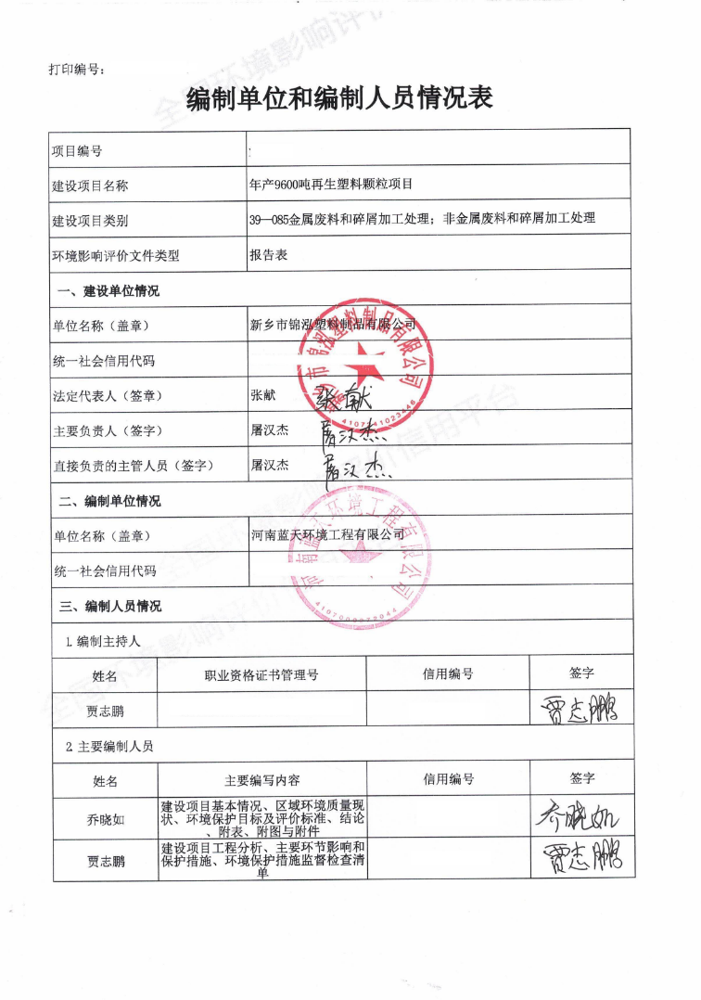 打印编号：
编制单位和编制人员情况表
项目编号
建设项目名称 年产9600吨再生塑料颗粒项目
建设项目类别 39—085金属废料和碎屑加工处理；非金属废料和碎屑加工处理
环境影响评价文件类型 报告表
一、建设单位情况
单位名称（盖章） 新乡市锦泓塑料制品有限公司
统一社会信用代码
法定代表人（签章） 张献 张献
主要负责人（签字） 屠汉杰 屠汉杰
直接负责的主管人员（签字） 屠汉杰 屠汉杰
二、编制单位情况
单位名称（盖章） 河南蓝天环境工程有限公司
统一社会信用代码
三、编制人员情况
1.编制主持人
姓名 职业资格证书管理号 信用编号 签字
贾志鹏 贾志鹏
2 主要编制人员
姓名 主要编写内容 信用编号 签字
乔晓如 建设项目基本情况、区域环境质量现
状、环境保护目标及评价标准、结论
、附表、附图与附件 乔晓如
贾志鹏 建设项目工程分析、主要环节影响和
保护措施、环境保护措施监督检查清
单 贾志鹏